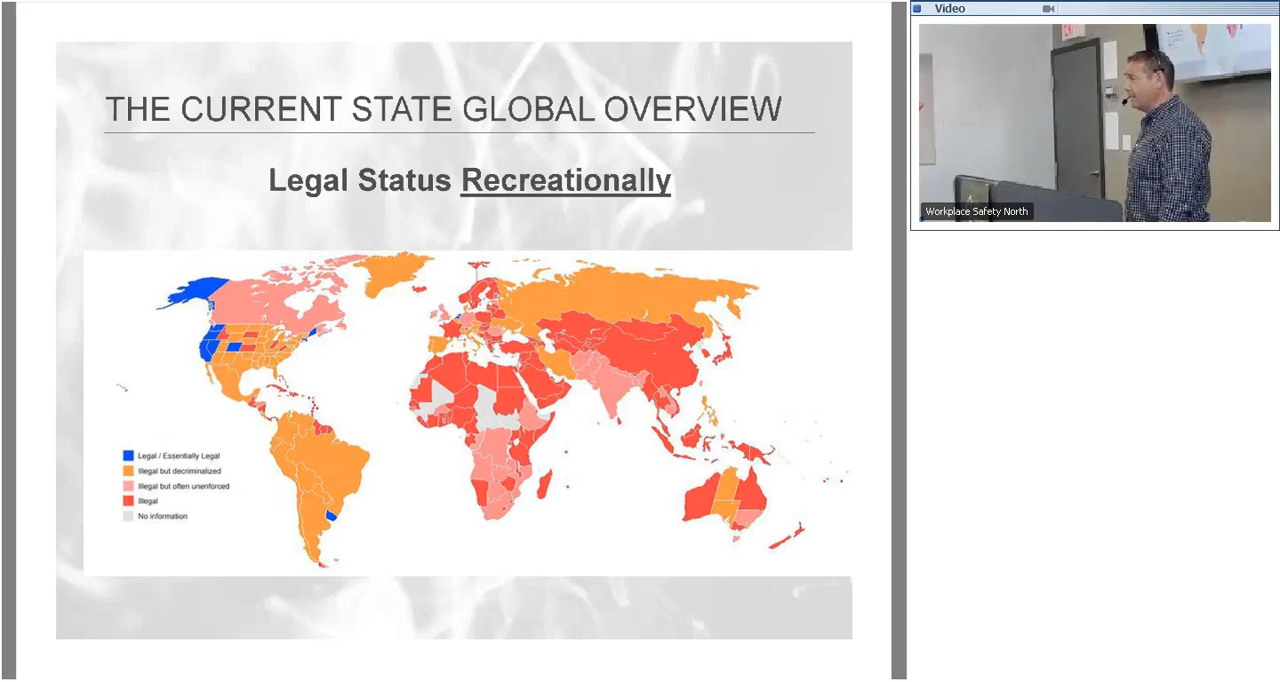 THE CURRENT STATE GLOBAL OVERVIEW
Legal Status Recreationally
Legal / Essentially Legal
Illegal but decriminalized
Illegal but often unenforced
Illegal
No information
Video
Workplace Safety North